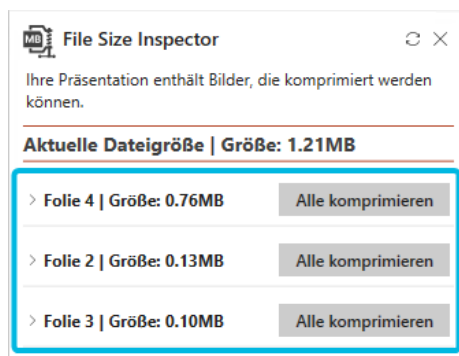 MB
File Size Inspector
Ihre Präsentation enthält Bilder, die komprimiert werden
können.
Aktuelle Dateigröße | Größe: 1.21MB
Folie 4 | Größe: 0.76MB Alle komprimieren
Folie 2 | Größe: 0.13MB Alle komprimieren
Folie 3 | Größe: 0.10MB Alle komprimieren